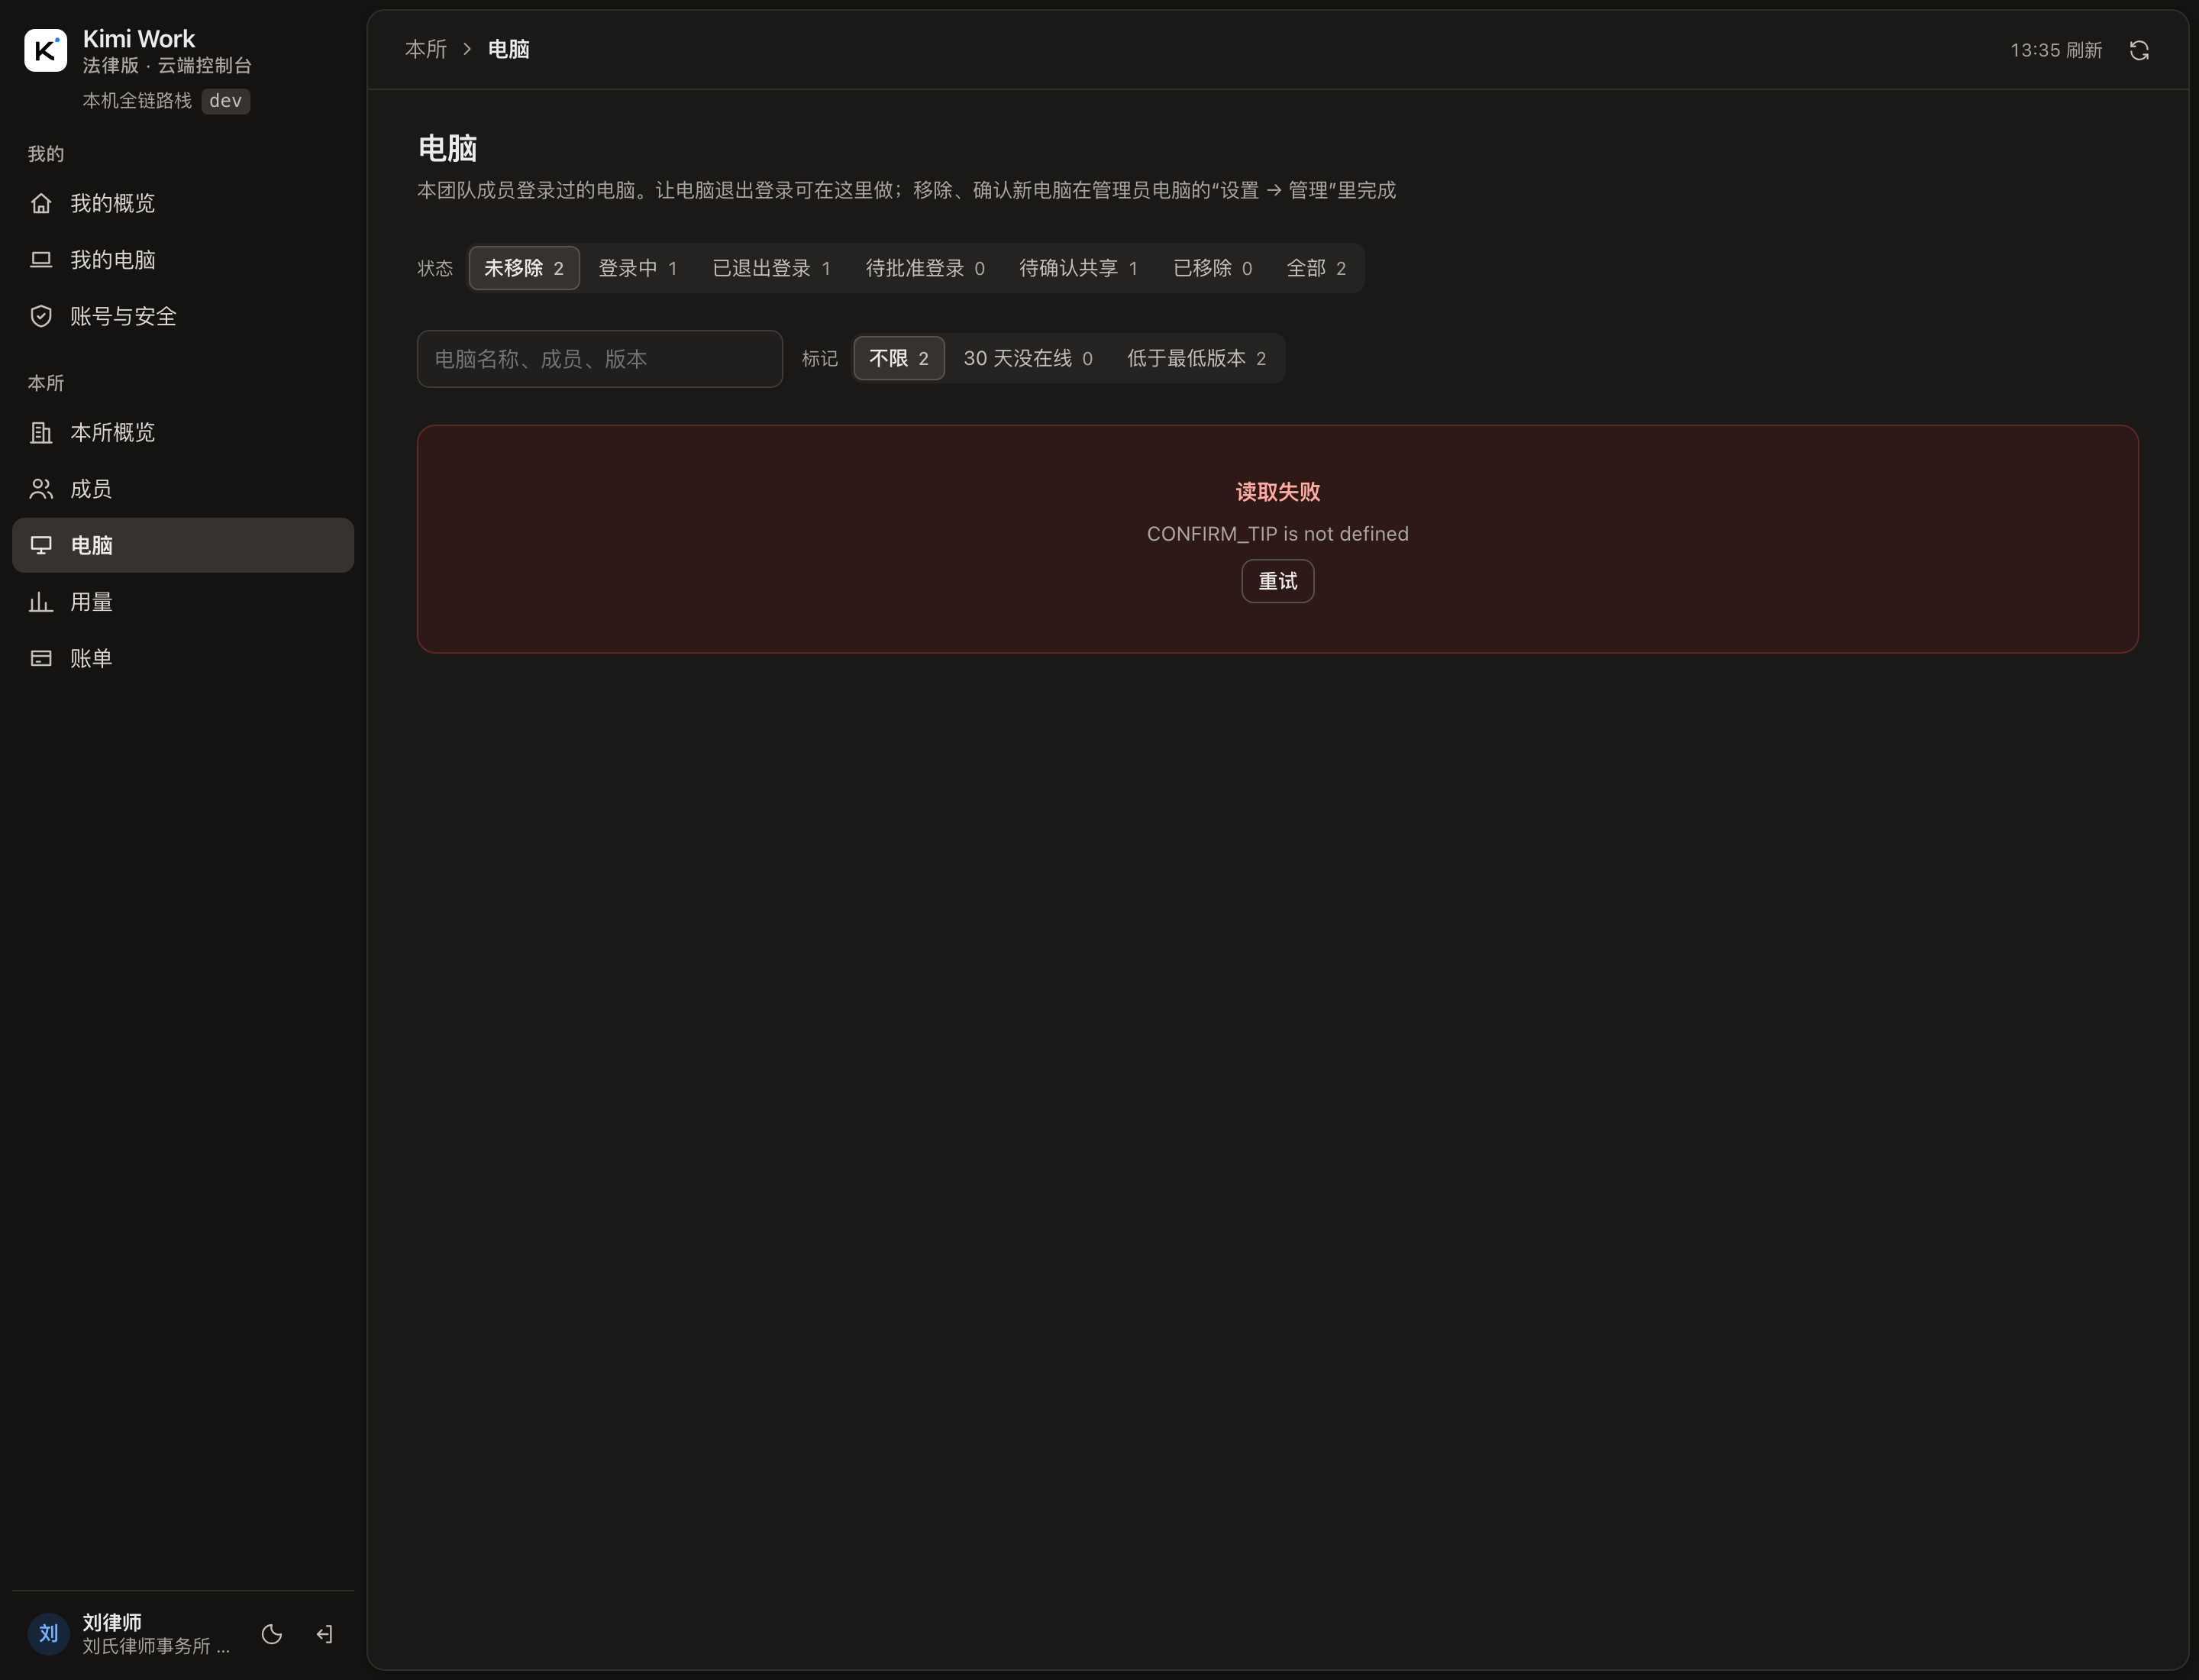 Kimi Work
法律版 · 云端控制台
本机全链路栈 dev
我的
我的概览
我的电脑
账号与安全
本所
本所概览
成员
电脑
用量
账单
刘
刘律师
刘氏律师事务所 ...
本所 > 电脑
13:35 刷新
电脑
本团队成员登录过的电脑。让电脑退出登录可在这里做；移除、确认新电脑在管理员电脑的“设置 → 管理”里完成
状态 未移除 2 登录中 1 已退出登录 1 待批准登录 0 待确认共享 1 已移除 0 全部 2
电脑名称、成员、版本 标记 不限 2 30 天没在线 0 低于最低版本 2
读取失败
CONFIRM_TIP is not defined
重试